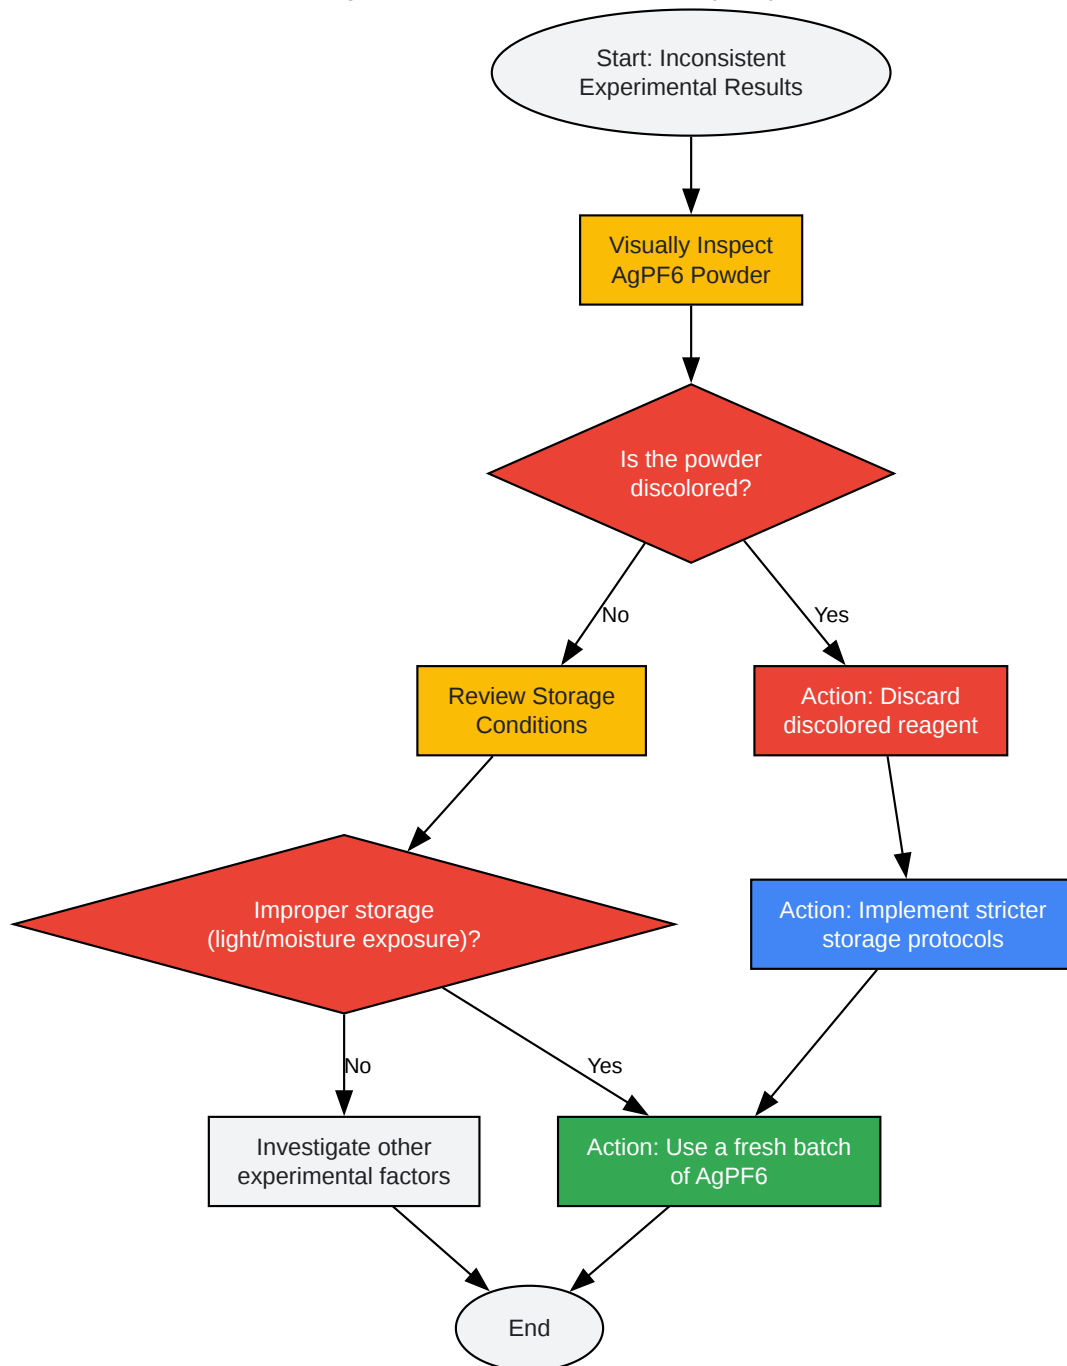 Start: Inconsistent
Experimental Results
Visually Inspect
AgPF6 Powder
Is the powder
discolored?
No
Yes
Review Storage
Conditions
Action: Discard
discolored reagent
Improper storage
(light/moisture exposure)?
Action: Implement stricter
storage protocols
No
Yes
Investigate other
experimental factors
Action: Use a fresh batch
of AgPF6
End